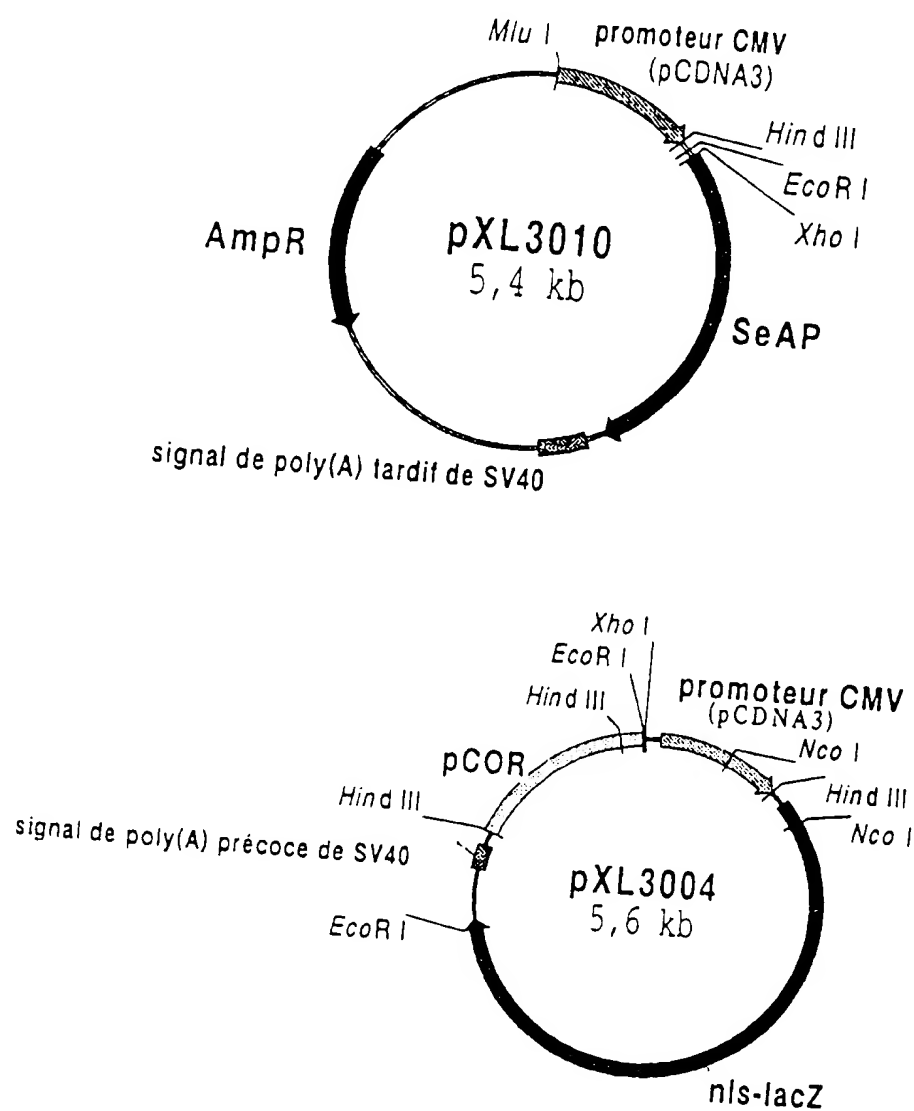 Mlu I
promoteur CMV
(pCDNA3)
Hind III
EcoR I
Xho I
AmpR
pXL3010
5,4 kb
SeAP
signal de poly(A) tardif de SV40
Xho I
EcoR I
Hind III
promoteur CMV
(pCDNA3)
Nco I
pCOR
Hind III
Hind III
Nco I
signal de poly(A) précoce de SV40
pXL3004
5,6 kb
EcoR I
nls-lacZ